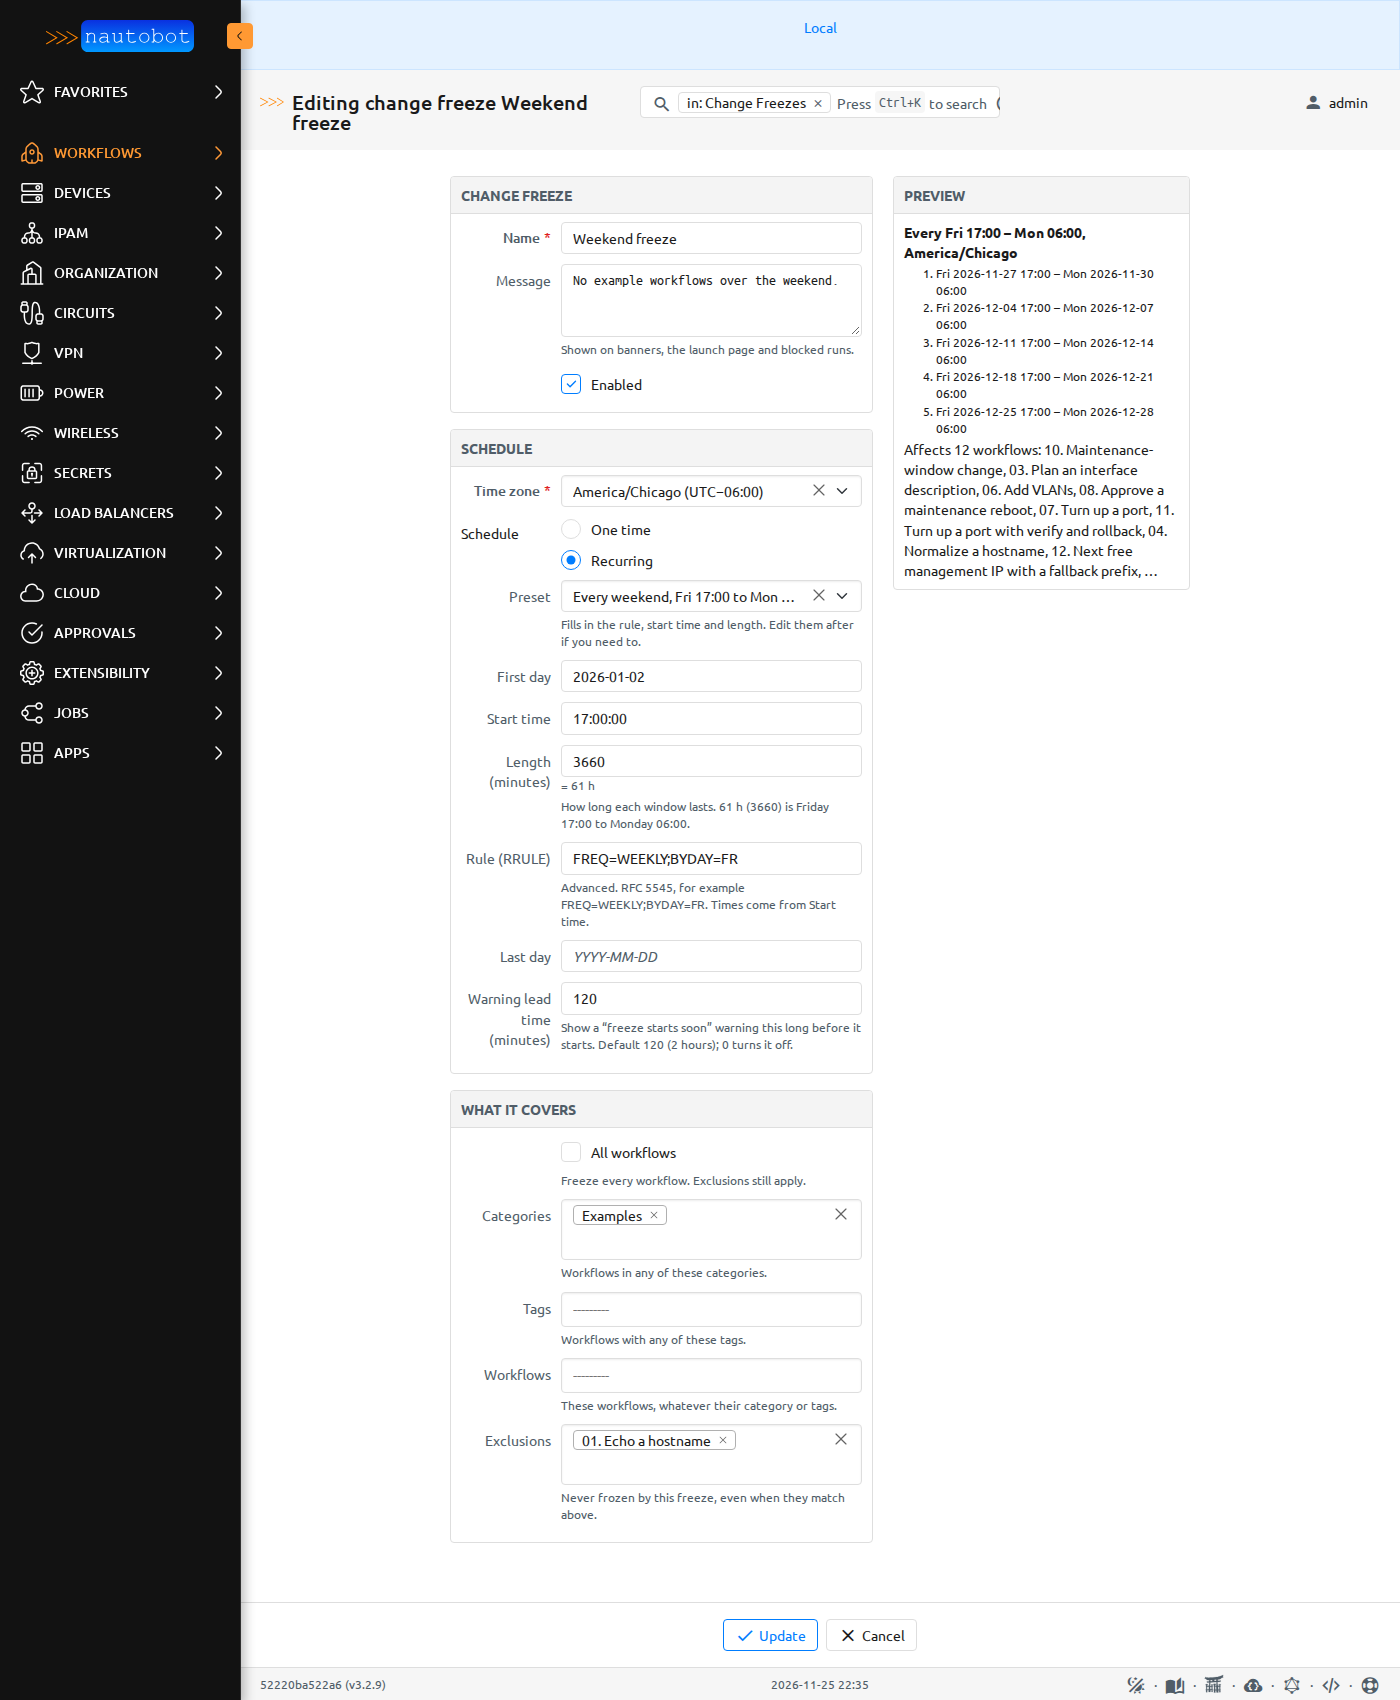 Local
>>> nautobot
FAVORITES
WORKFLOWS
DEVICES
IPAM
ORGANIZATION
CIRCUITS
VPN
POWER
WIRELESS
SECRETS
LOAD BALANCERS
VIRTUALIZATION
CLOUD
APPROVALS
EXTENSIBILITY
JOBS
APPS
>>> Editing change freeze Weekend
freeze
in: Change Freezes × Press Ctrl+K to search
admin
CHANGE FREEZE
Name *
Weekend freeze
Message
No example workflows over the weekend.
Shown on banners, the launch page and blocked runs.
Enabled
SCHEDULE
Time zone *
America/Chicago (UTC−06:00)
Schedule
One time
Recurring
Preset
Every weekend, Fri 17:00 to Mon …
Fills in the rule, start time and length. Edit them after
if you need to.
First day
2026-01-02
Start time
17:00:00
Length
(minutes)
3660
= 61 h
How long each window lasts. 61 h (3660) is Friday
17:00 to Monday 06:00.
Rule (RRULE)
FREQ=WEEKLY;BYDAY=FR
Advanced. RFC 5545, for example
FREQ=WEEKLY;BYDAY=FR. Times come from Start
time.
Last day
YYYY-MM-DD
Warning lead
time
(minutes)
120
Show a “freeze starts soon” warning this long before it
starts. Default 120 (2 hours); 0 turns it off.
WHAT IT COVERS
All workflows
Freeze every workflow. Exclusions still apply.
Categories
Examples ×
Workflows in any of these categories.
Tags
---------
Workflows with any of these tags.
Workflows
---------
These workflows, whatever their category or tags.
Exclusions
01. Echo a hostname ×
Never frozen by this freeze, even when they match
above.
PREVIEW
Every Fri 17:00 – Mon 06:00,
America/Chicago
1. Fri 2026-11-27 17:00 – Mon 2026-11-30
06:00
2. Fri 2026-12-04 17:00 – Mon 2026-12-07
06:00
3. Fri 2026-12-11 17:00 – Mon 2026-12-14
06:00
4. Fri 2026-12-18 17:00 – Mon 2026-12-21
06:00
5. Fri 2026-12-25 17:00 – Mon 2026-12-28
06:00
Affects 12 workflows: 10. Maintenance-
window change, 03. Plan an interface
description, 06. Add VLANs, 08. Approve a
maintenance reboot, 07. Turn up a port, 11.
Turn up a port with verify and rollback, 04.
Normalize a hostname, 12. Next free
management IP with a fallback prefix, …
Update
Cancel
52220ba522a6 (v3.2.9)
2026-11-25 22:35